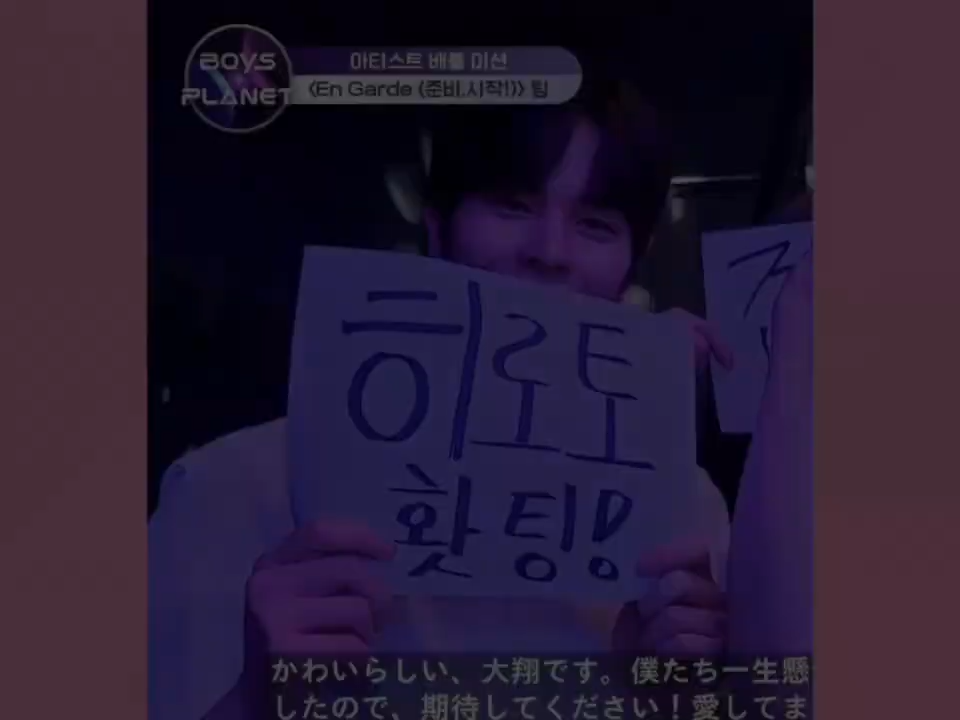 BOYS
PLANET
아티스트 배틀 미션
<En Garde (준비,시작!)> 팀
히로토
홧팅!
かわいらしい、大翔です。僕たち一生懸
したので、期待してください！愛してま